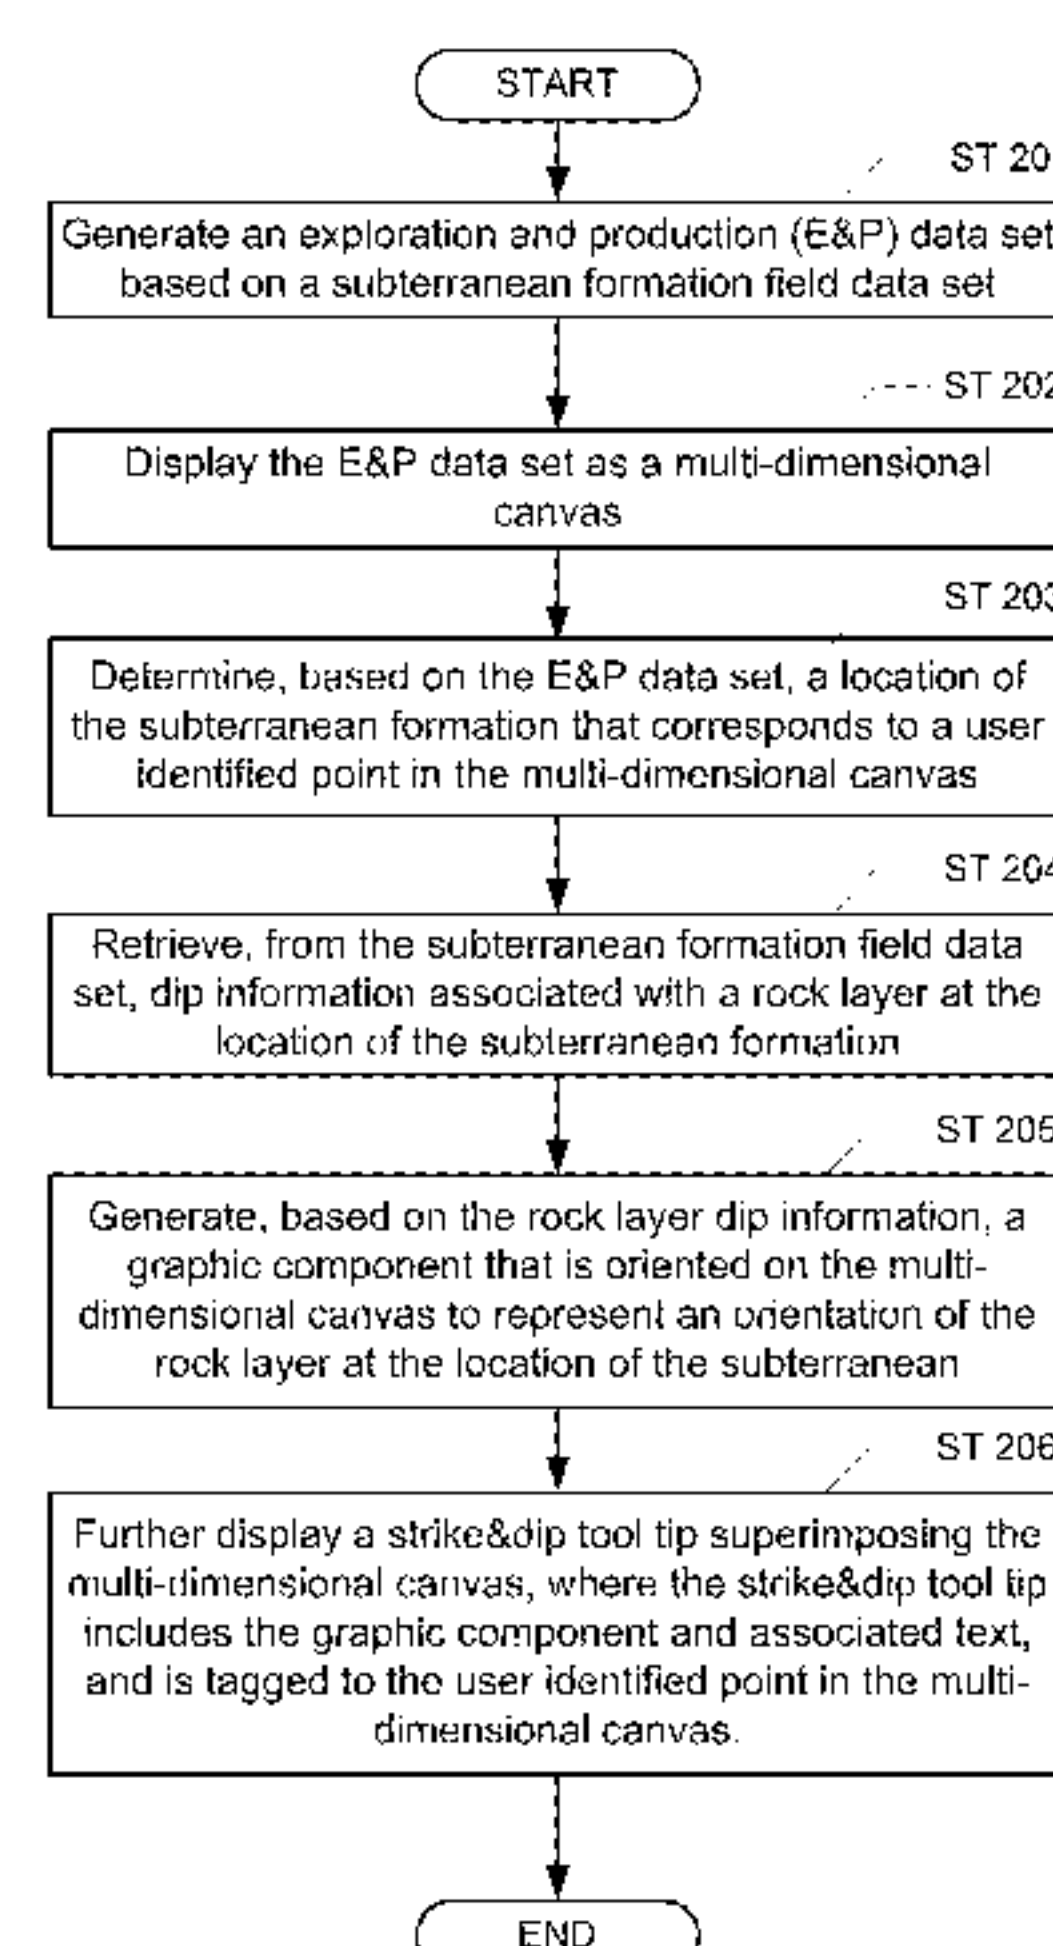 START
ST 20
Generate an exploration and production (E&P) data set
based on a subterranean formation field data set
ST 202
Display the E&P data set as a multi-dimensional
canvas
ST 203
Determine, based on the E&P data set, a location of
the subterranean formation that corresponds to a user
identified point in the multi-dimensional canvas
ST 204
Retrieve, from the subterranean formation field data
set, dip information associated with a rock layer at the
location of the subterranean formation
ST 205
Generate, based on the rock layer dip information, a
graphic component that is oriented on the multi-
dimensional canvas to represent an orientation of the
rock layer at the location of the subterranean
ST 206
Further display a strike&dip tool tip superimposing the
multi-dimensional canvas, where the strike&dip tool tip
includes the graphic component and associated text,
and is tagged to the user identified point in the multi-
dimensional canvas.
END